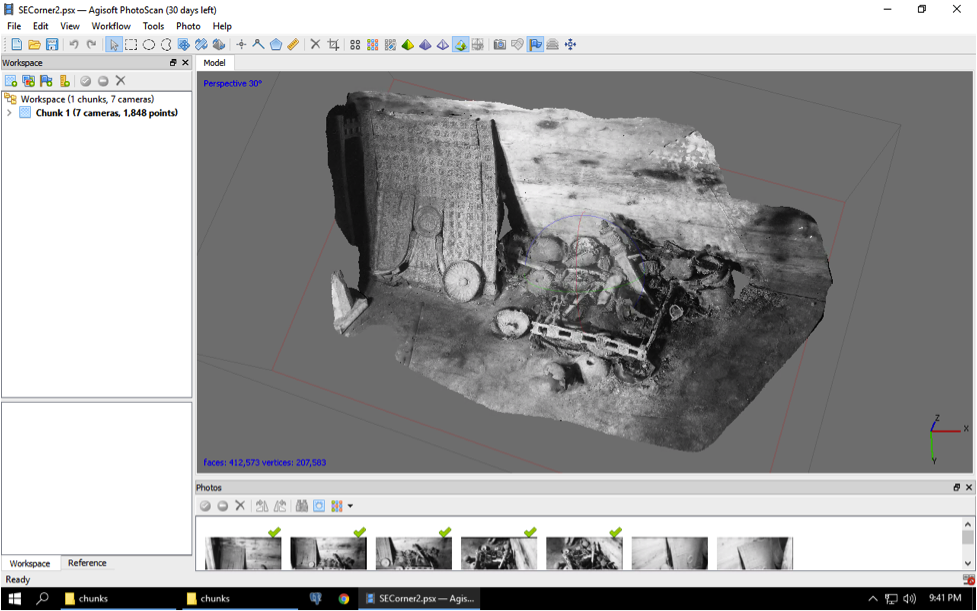 SECorner2.psx — Agisoft PhotoScan (30 days left)
File Edit View Workflow Tools Photo Help
Workspace
Model
Workspace (1 chunks, 7 cameras)
Chunk 1 (7 cameras, 1,848 points)
Perspective 30°
Z
X
Y
faces: 412,573 vertices: 207,583
Photos
Workspace Reference
Ready
chunks
chunks
SECorner2.psx — Agis...
9:41 PM